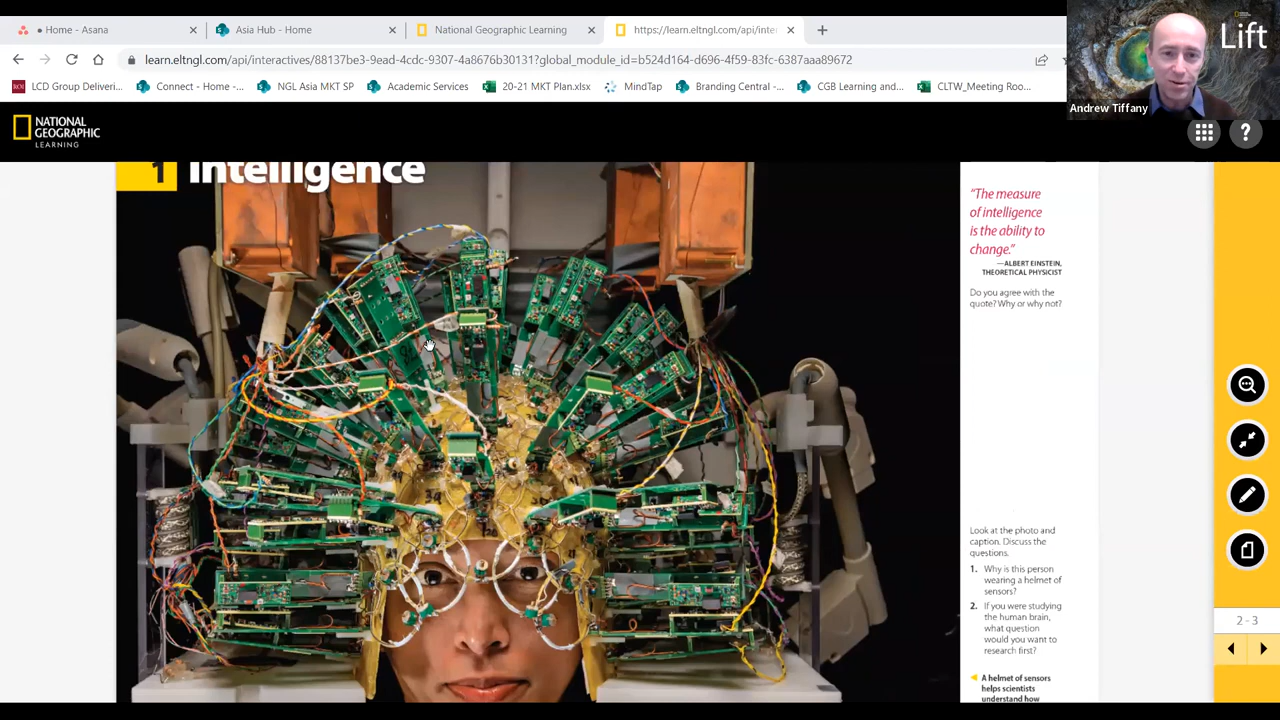 Home - Asana
Asia Hub - Home
National Geographic Learning
https://learn.eltngl.com/api/inte
learn.eltngl.com/api/interactives/88137be3-9ead-4cdc-9307-4a8676b30137?global_module_id=b524d164-d696-4f59-83fc-6387aaa89672
LCD Group Deliveri...
Connect - Home -...
NGL Asia MKT SP
Academic Services
20-21 MKT Plan.xlsx
MindTap
Branding Central -...
CGB Learning and...
CLTW_Meeting Roo...
Lift
Andrew Tiffany
NATIONAL
GEOGRAPHIC
LEARNING
?
1 Intelligence
"The measure
of intelligence
is the ability to
change."
—ALBERT EINSTEIN,
THEORETICAL PHYSICIST
Do you agree with the
quote? Why or why not?
Look at the photo and
caption. Discuss the
questions.
1. Why is this person
wearing a helmet of
sensors?
2. If you were studying
the human brain,
what question
would you want to
research first?
A helmet of sensors
helps scientists
understand how
2 - 3